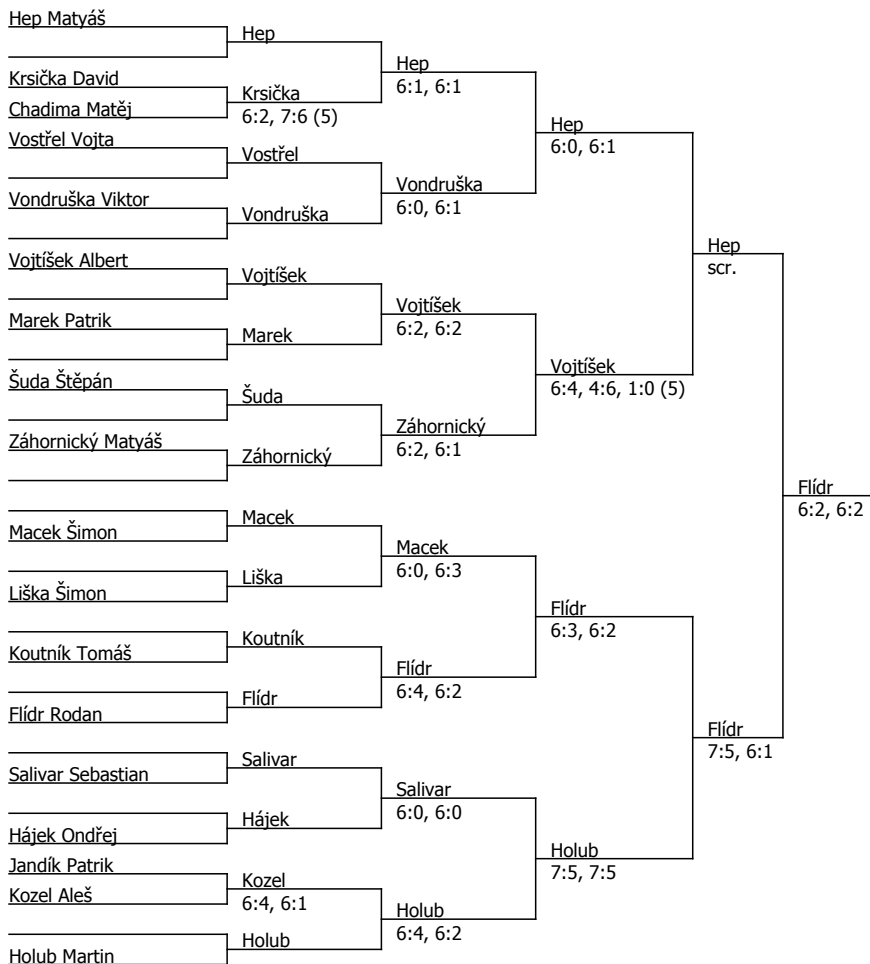 Hep Matyáš
Krsička David
Chadima Matěj
Vostřel Vojta
Vondruška Viktor
Vojtíšek Albert
Marek Patrik
Šuda Štěpán
Záhornický Matyáš
Macek Šimon
Liška Šimon
Koutník Tomáš
Flídr Rodan
Salivar Sebastian
Hájek Ondřej
Jandík Patrik
Kozel Aleš
Holub Martin
Hep
Krsička
6:2, 7:6 (5)
Vostřel
Vondruška
Vojtíšek
Marek
Šuda
Záhornický
Macek
Liška
Koutník
Flídr
Salivar
Hájek
Kozel
6:4, 6:1
Holub
Hep
6:1, 6:1
Vondruška
6:0, 6:1
Vojtíšek
6:2, 6:2
Záhornický
6:2, 6:1
Macek
6:0, 6:3
Flídr
6:4, 6:2
Salivar
6:0, 6:0
Holub
6:4, 6:2
Hep
6:0, 6:1
Vojtíšek
6:4, 4:6, 1:0 (5)
Flídr
6:3, 6:2
Holub
7:5, 7:5
Hep
scr.
Flídr
7:5, 6:1
Flídr
6:2, 6:2